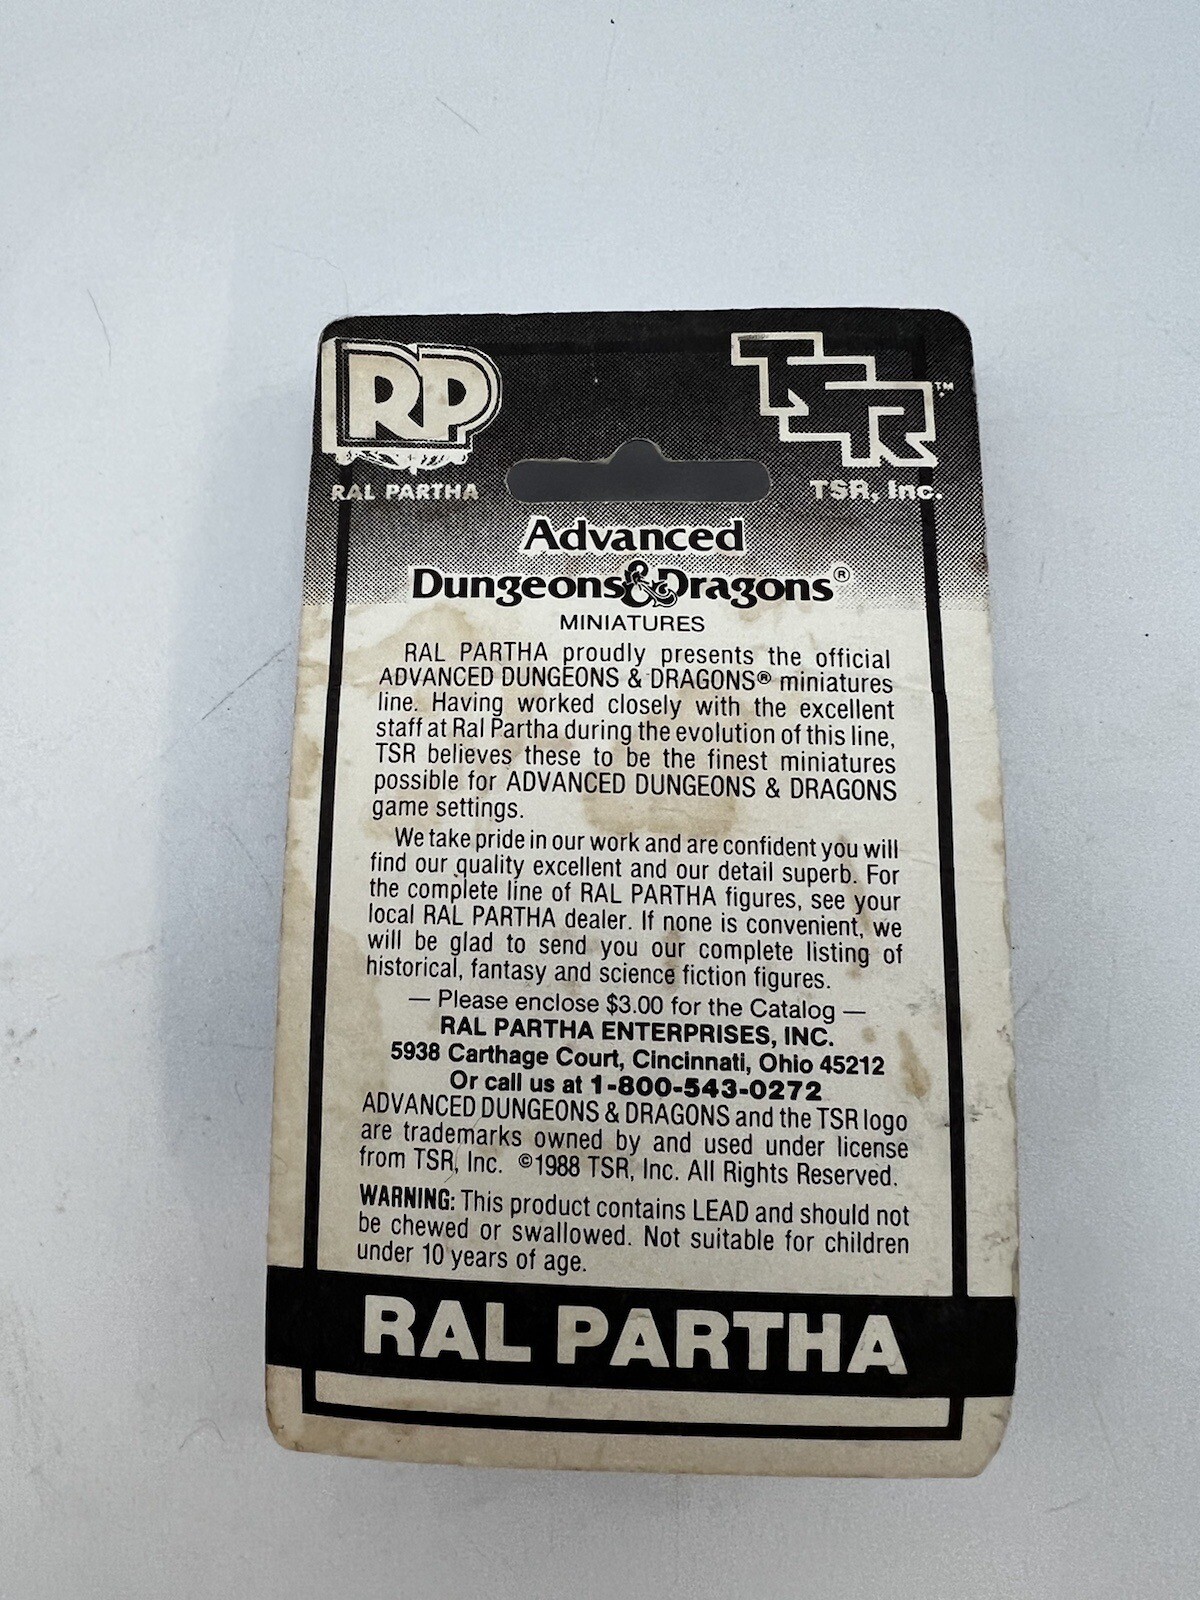 RP
RAL PARTHA
TSR™
TSR, Inc.
Advanced
Dungeons & Dragons®
MINIATURES
RAL PARTHA proudly presents the official
ADVANCED DUNGEONS & DRAGONS® miniatures
line. Having worked closely with the excellent
staff at Ral Partha during the evolution of this line,
TSR believes these to be the finest miniatures
possible for ADVANCED DUNGEONS & DRAGONS
game settings.
We take pride in our work and are confident you will
find our quality excellent and our detail superb. For
the complete line of RAL PARTHA figures, see your
local RAL PARTHA dealer. If none is convenient, we
will be glad to send you our complete listing of
historical, fantasy and science fiction figures.
— Please enclose $3.00 for the Catalog —
RAL PARTHA ENTERPRISES, INC.
5938 Carthage Court, Cincinnati, Ohio 45212
Or call us at 1-800-543-0272
ADVANCED DUNGEONS & DRAGONS and the TSR logo
are trademarks owned by and used under license
from TSR, Inc. ©1988 TSR, Inc. All Rights Reserved.
WARNING: This product contains LEAD and should not
be chewed or swallowed. Not suitable for children
under 10 years of age.
RAL PARTHA